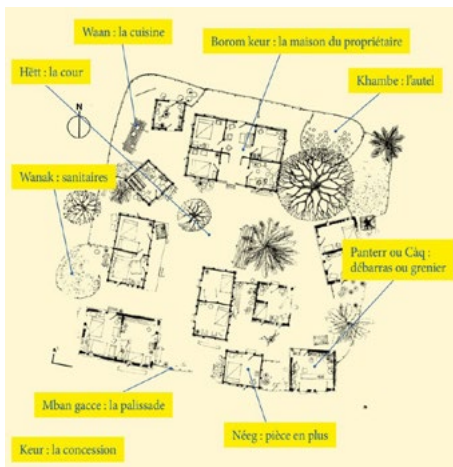 Waan : la cuisine
Borom keur : la maison du propriétaire
Hëtt : la cour
Khambe : l'autel
N
Wanak : sanitaires
Panterr ou Càq :
débarras ou grenier
Mban gacce : la palissade
Néeg : pièce en plus
Keur : la concession